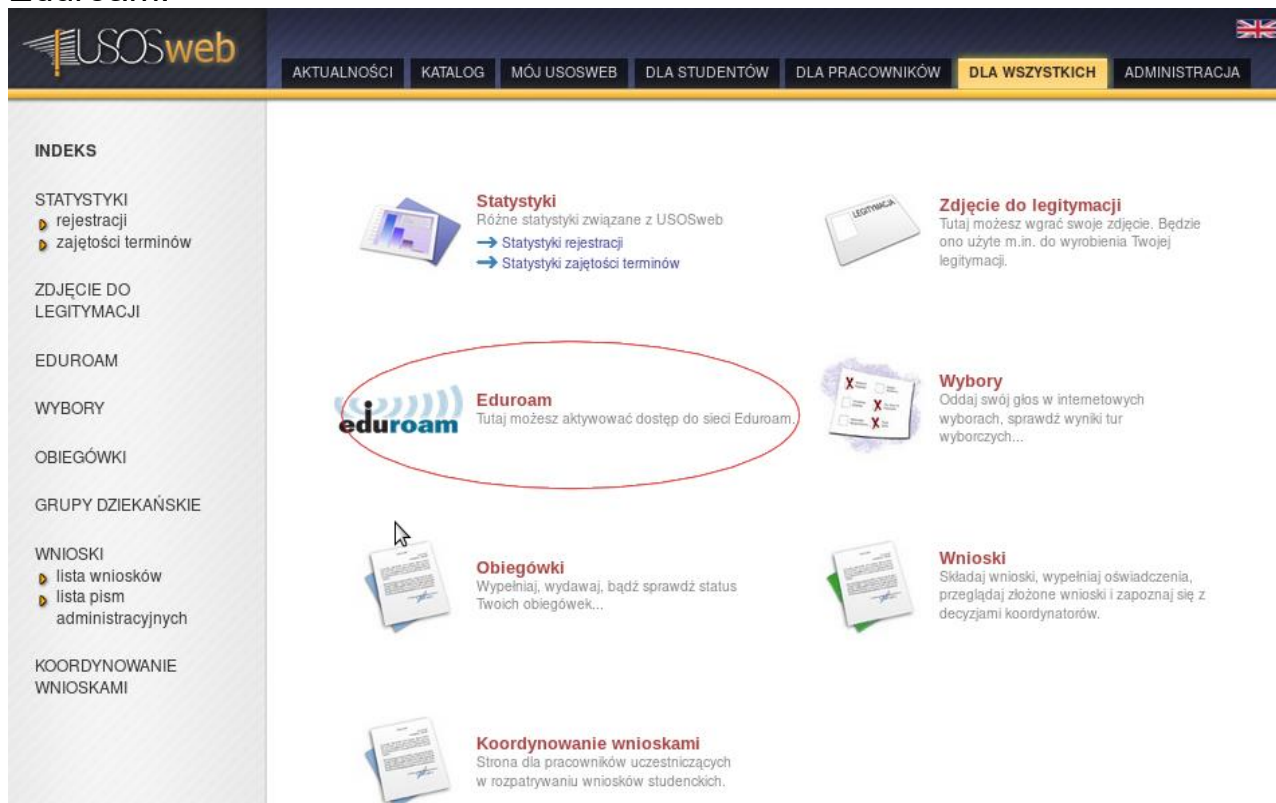 USOSweb
AKTUALNOŚCI KATALOG MÓJ USOSWEB DLA STUDENTÓW DLA PRACOWNIKÓW DLA WSZYSTKICH ADMINISTRACJA
INDEKS
STATYSTYKI
rejestracji
zajętości terminów
ZDJĘCIE DO
LEGITYMACJI
EDUROAM
WYBORY
OBIEGÓWKI
GRUPY DZIEKAŃSKIE
WNIOSKI
lista wniosków
lista pism
administracyjnych
KOORDYNOWANIE
WNIOSKAMI
Statystyki
Różne statystyki związane z USOSweb
Statystyki rejestracji
Statystyki zajętości terminów
LEGITYMACJA
Zdjęcie do legitymacji
Tutaj możesz wgrać swoje zdjęcie. Będzie
ono użyte m.in. do wyrobienia Twojej
legitymacji.
eduroam
Eduroam
Tutaj możesz aktywować dostęp do sieci Eduroam.
Wybory
Oddaj swój głos w internetowych
wyborach, sprawdź wyniki tur
wyborczych...
Obiegówki
Wypełniaj, wydawaj, bądź sprawdź status
Twoich obiegówek...
Wnioski
Składaj wnioski, wypełniaj oświadczenia,
przeglądaj złożone wnioski i zapoznaj się z
decyzjami koordynatorów.
Koordynowanie wnioskami
Strona dla pracowników uczestniczących
w rozpatrywaniu wniosków studenckich.